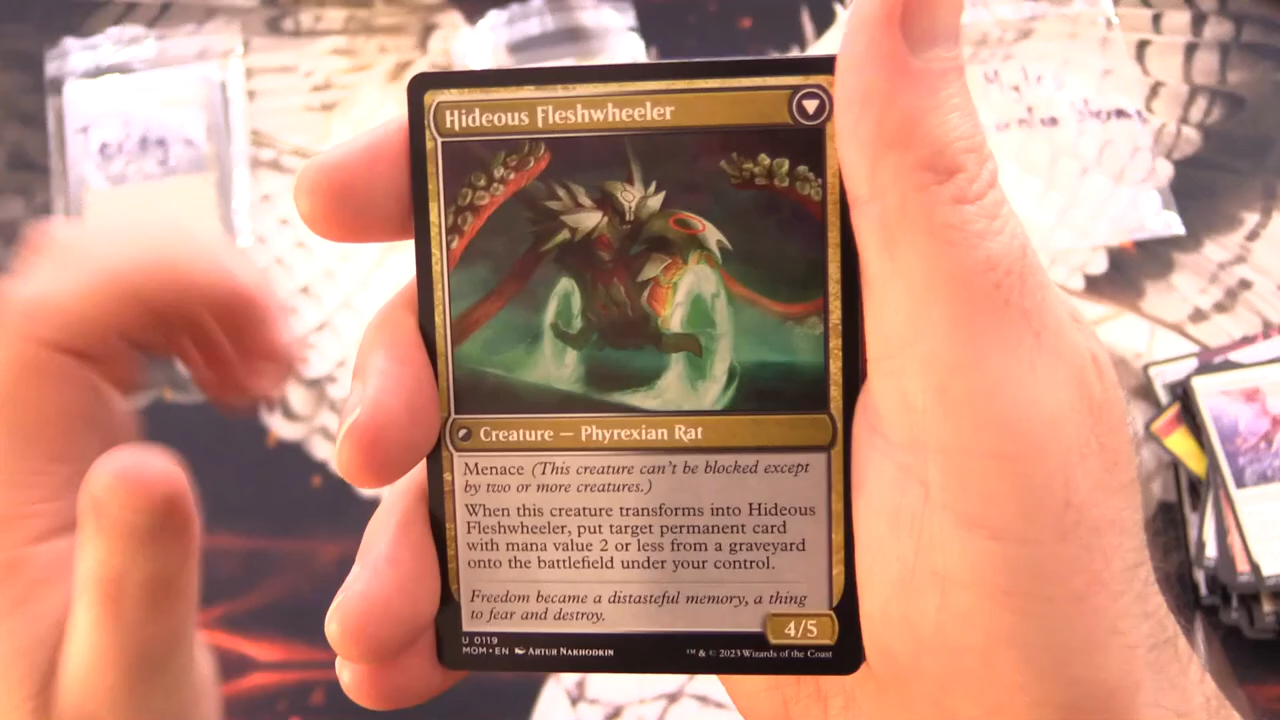 Hideous Fleshwheeler
Creature — Phyrexian Rat
Menace (This creature can't be blocked except
by two or more creatures.)
When this creature transforms into Hideous
Fleshwheeler, put target permanent card
with mana value 2 or less from a graveyard
onto the battlefield under your control.
Freedom became a distasteful memory, a thing
to fear and destroy.
4/5
U 0119
MOM • EN Artur Nakhodkin
™ & © 2023 Wizards of the Coast